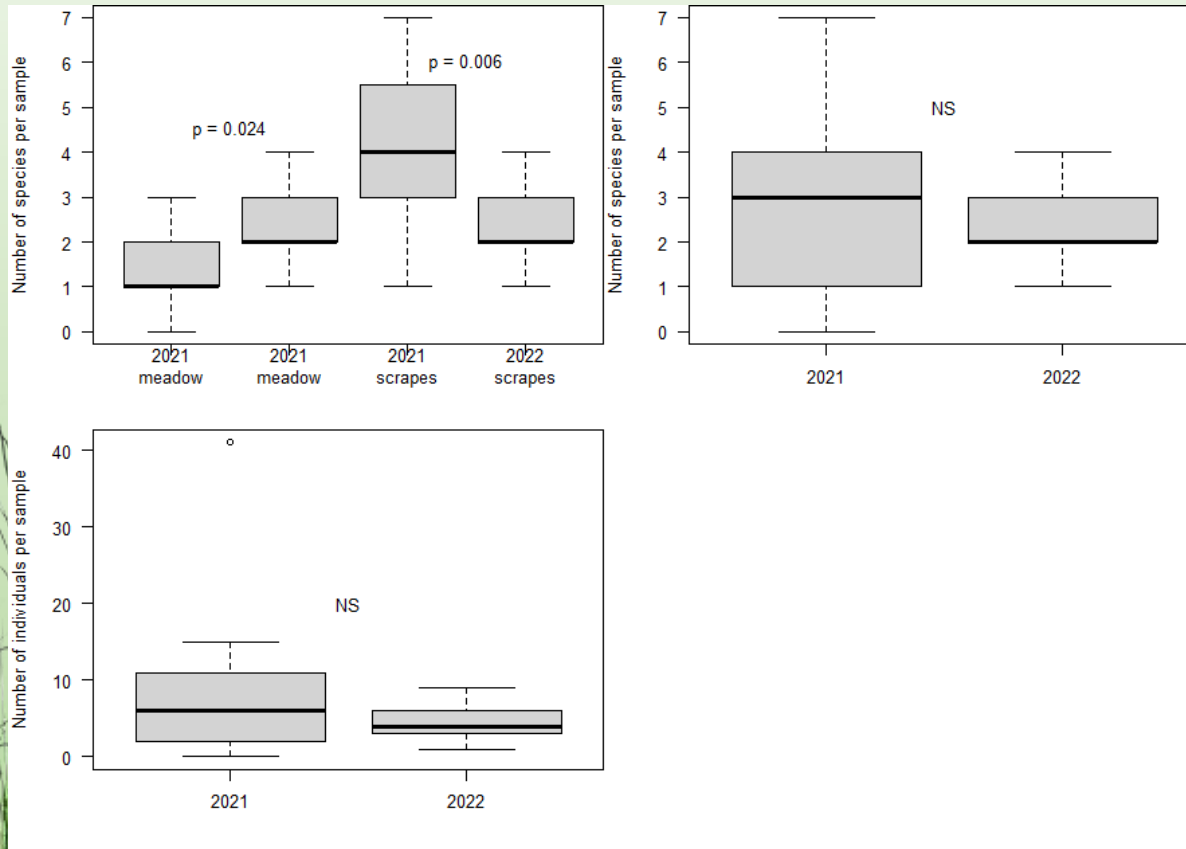 Number of species per sample
7
6
5
4
3
2
1
0
p = 0.024
p = 0.006
2021 meadow
2021 meadow
2021 scrapes
2022 scrapes
Number of species per sample
7
6
5
4
3
2
1
0
NS
2021
2022
Number of individuals per sample
40
30
20
10
0
NS
2021
2022